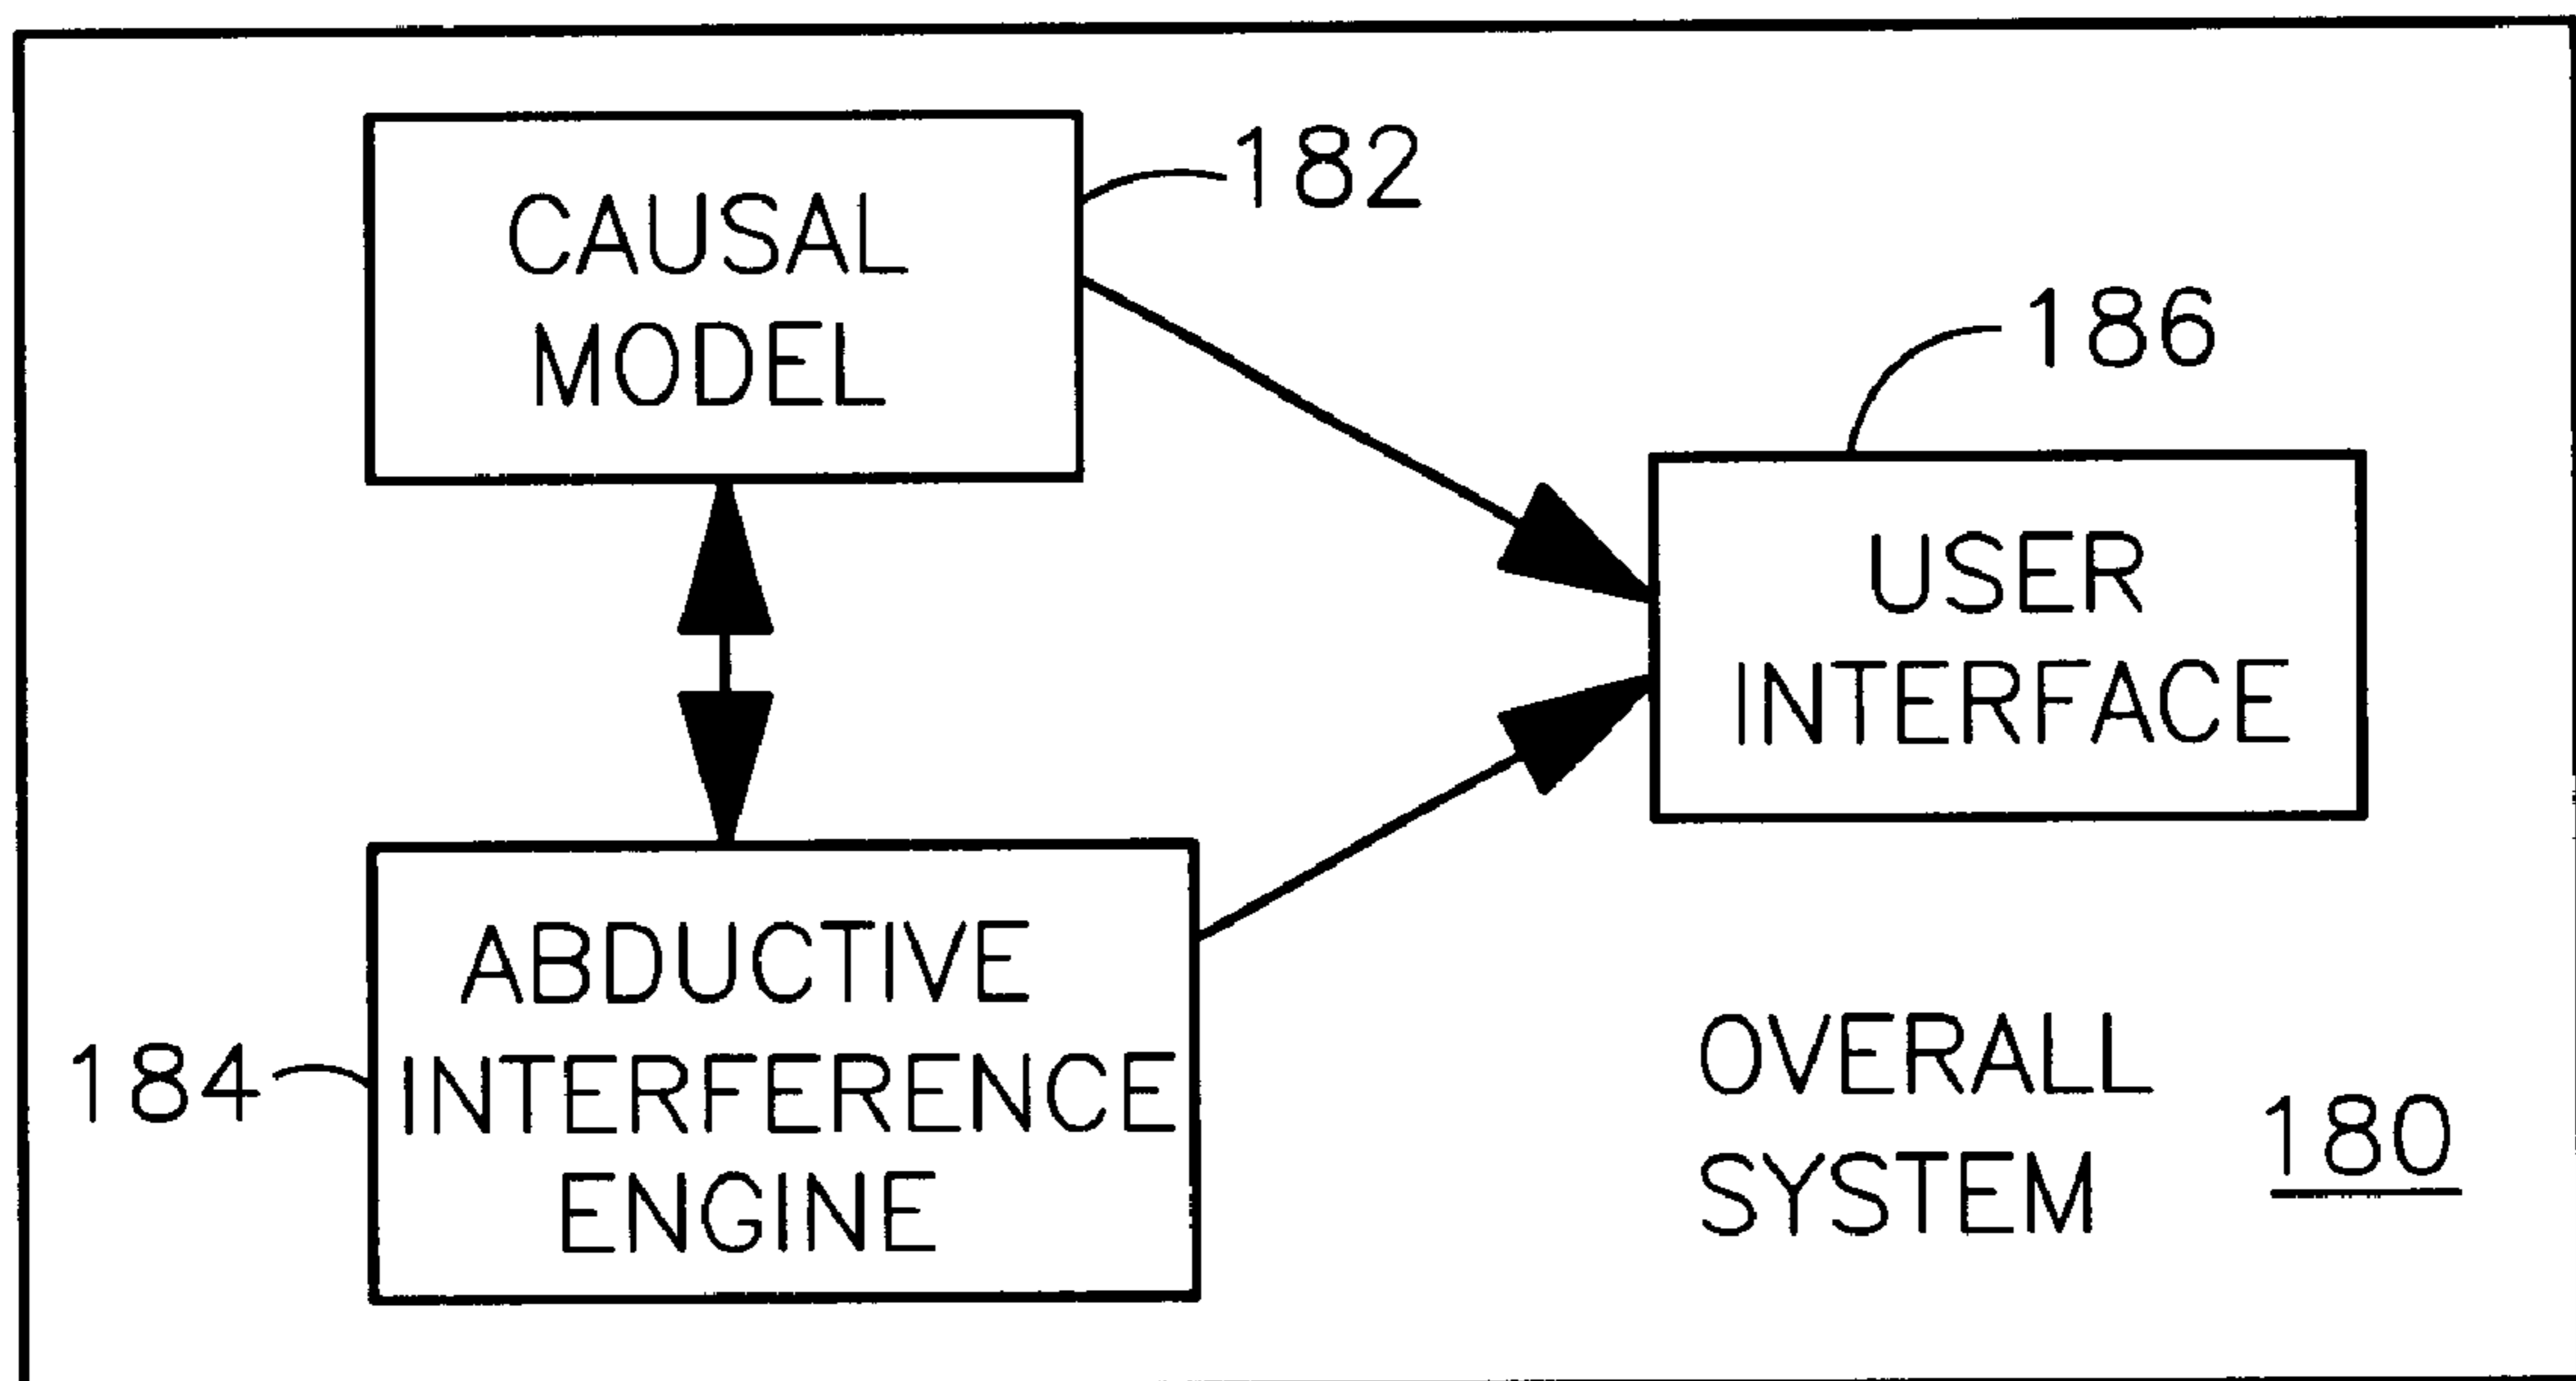 CAUSAL
MODEL
182
186
USER
INTERFACE
ABDUCTIVE
INTERFERENCE
ENGINE
184
OVERALL
SYSTEM
180